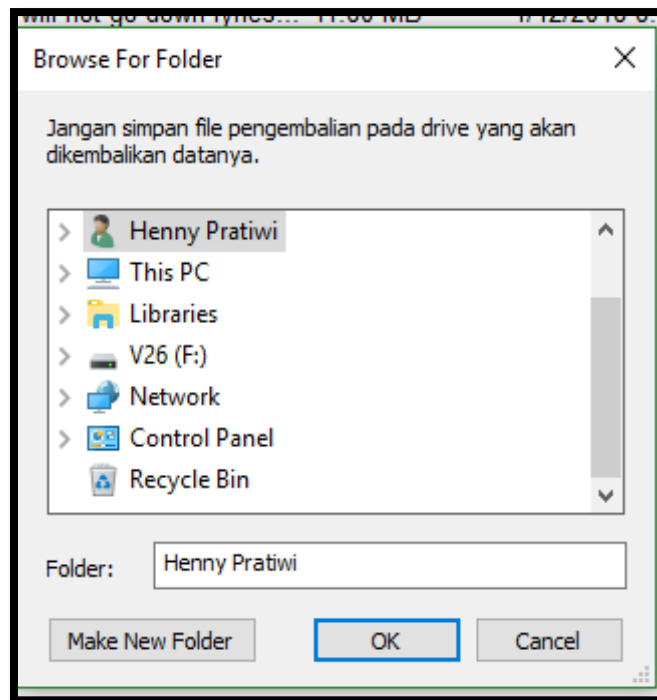 Browse For Folder
Jangan simpan file pengembalian pada drive yang akan
dikembalikan datanya.
Henny Pratiwi
This PC
Libraries
V26 (F:)
Network
Control Panel
Recycle Bin
Folder: Henny Pratiwi
Make New Folder OK Cancel